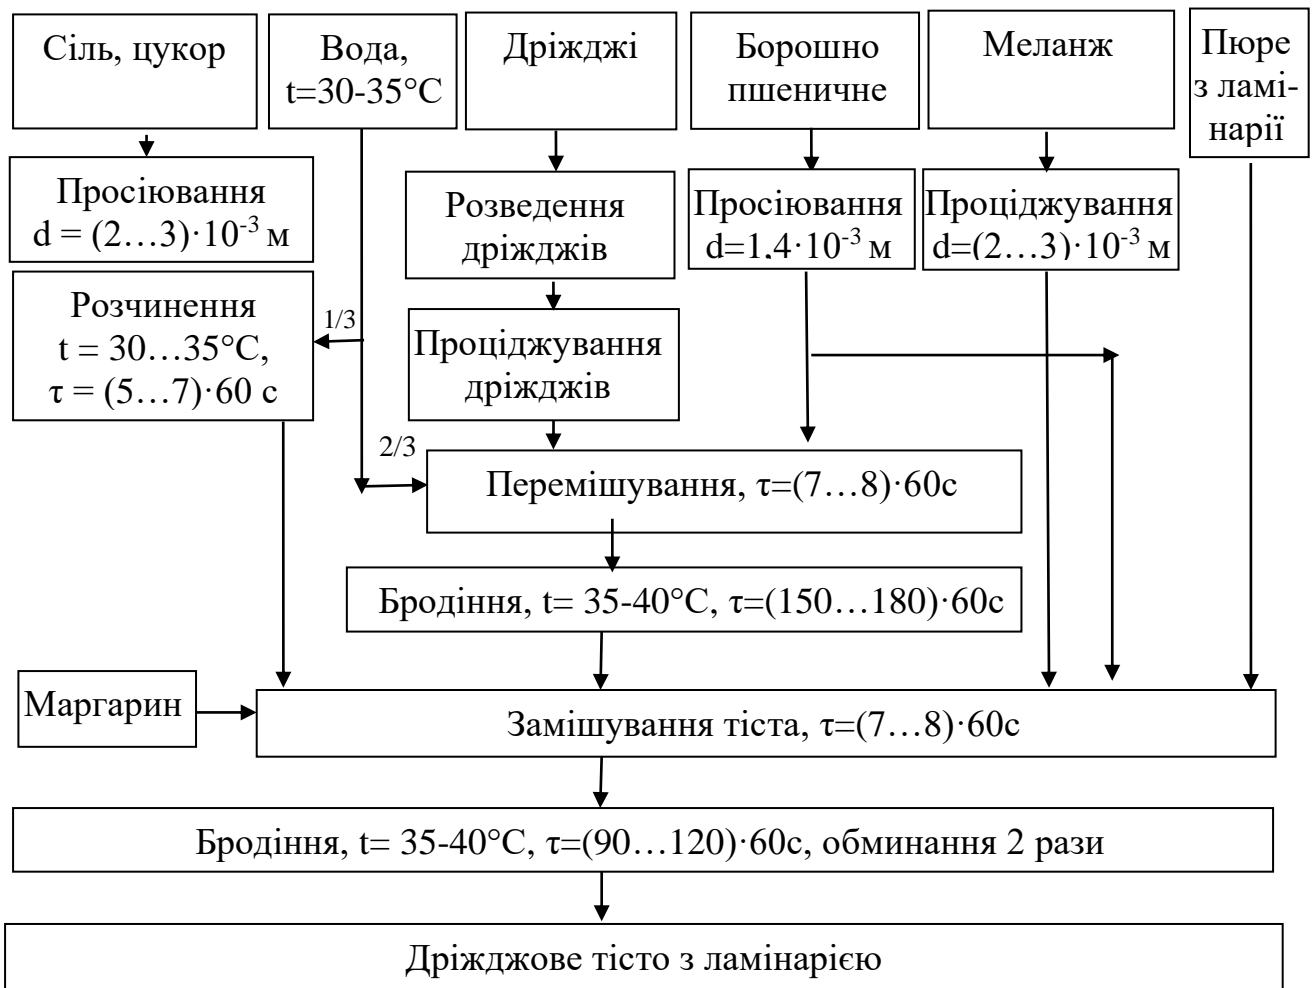 Сіль, цукор
Вода,
t=30-35°C
Дріжджі
Борошно
пшеничне
Меланж
Пюре
з ламі-
нарії
Просіювання
d = (2…3)·10⁻³ м
Розведення
дріжджів
Просіювання
d=1,4·10⁻³ м
Проціджування
d=(2…3)·10⁻³ м
Розчинення
t = 30…35°C,
τ = (5…7)·60 с
1/3
Проціджування
дріжджів
2/3
Перемішування, τ=(7…8)·60с
Бродіння, t= 35-40°C, τ=(150…180)·60с
Маргарин
Замішування тіста, τ=(7…8)·60с
Бродіння, t= 35-40°C, τ=(90…120)·60с, обминання 2 рази
Дріжджове тісто з ламінарією